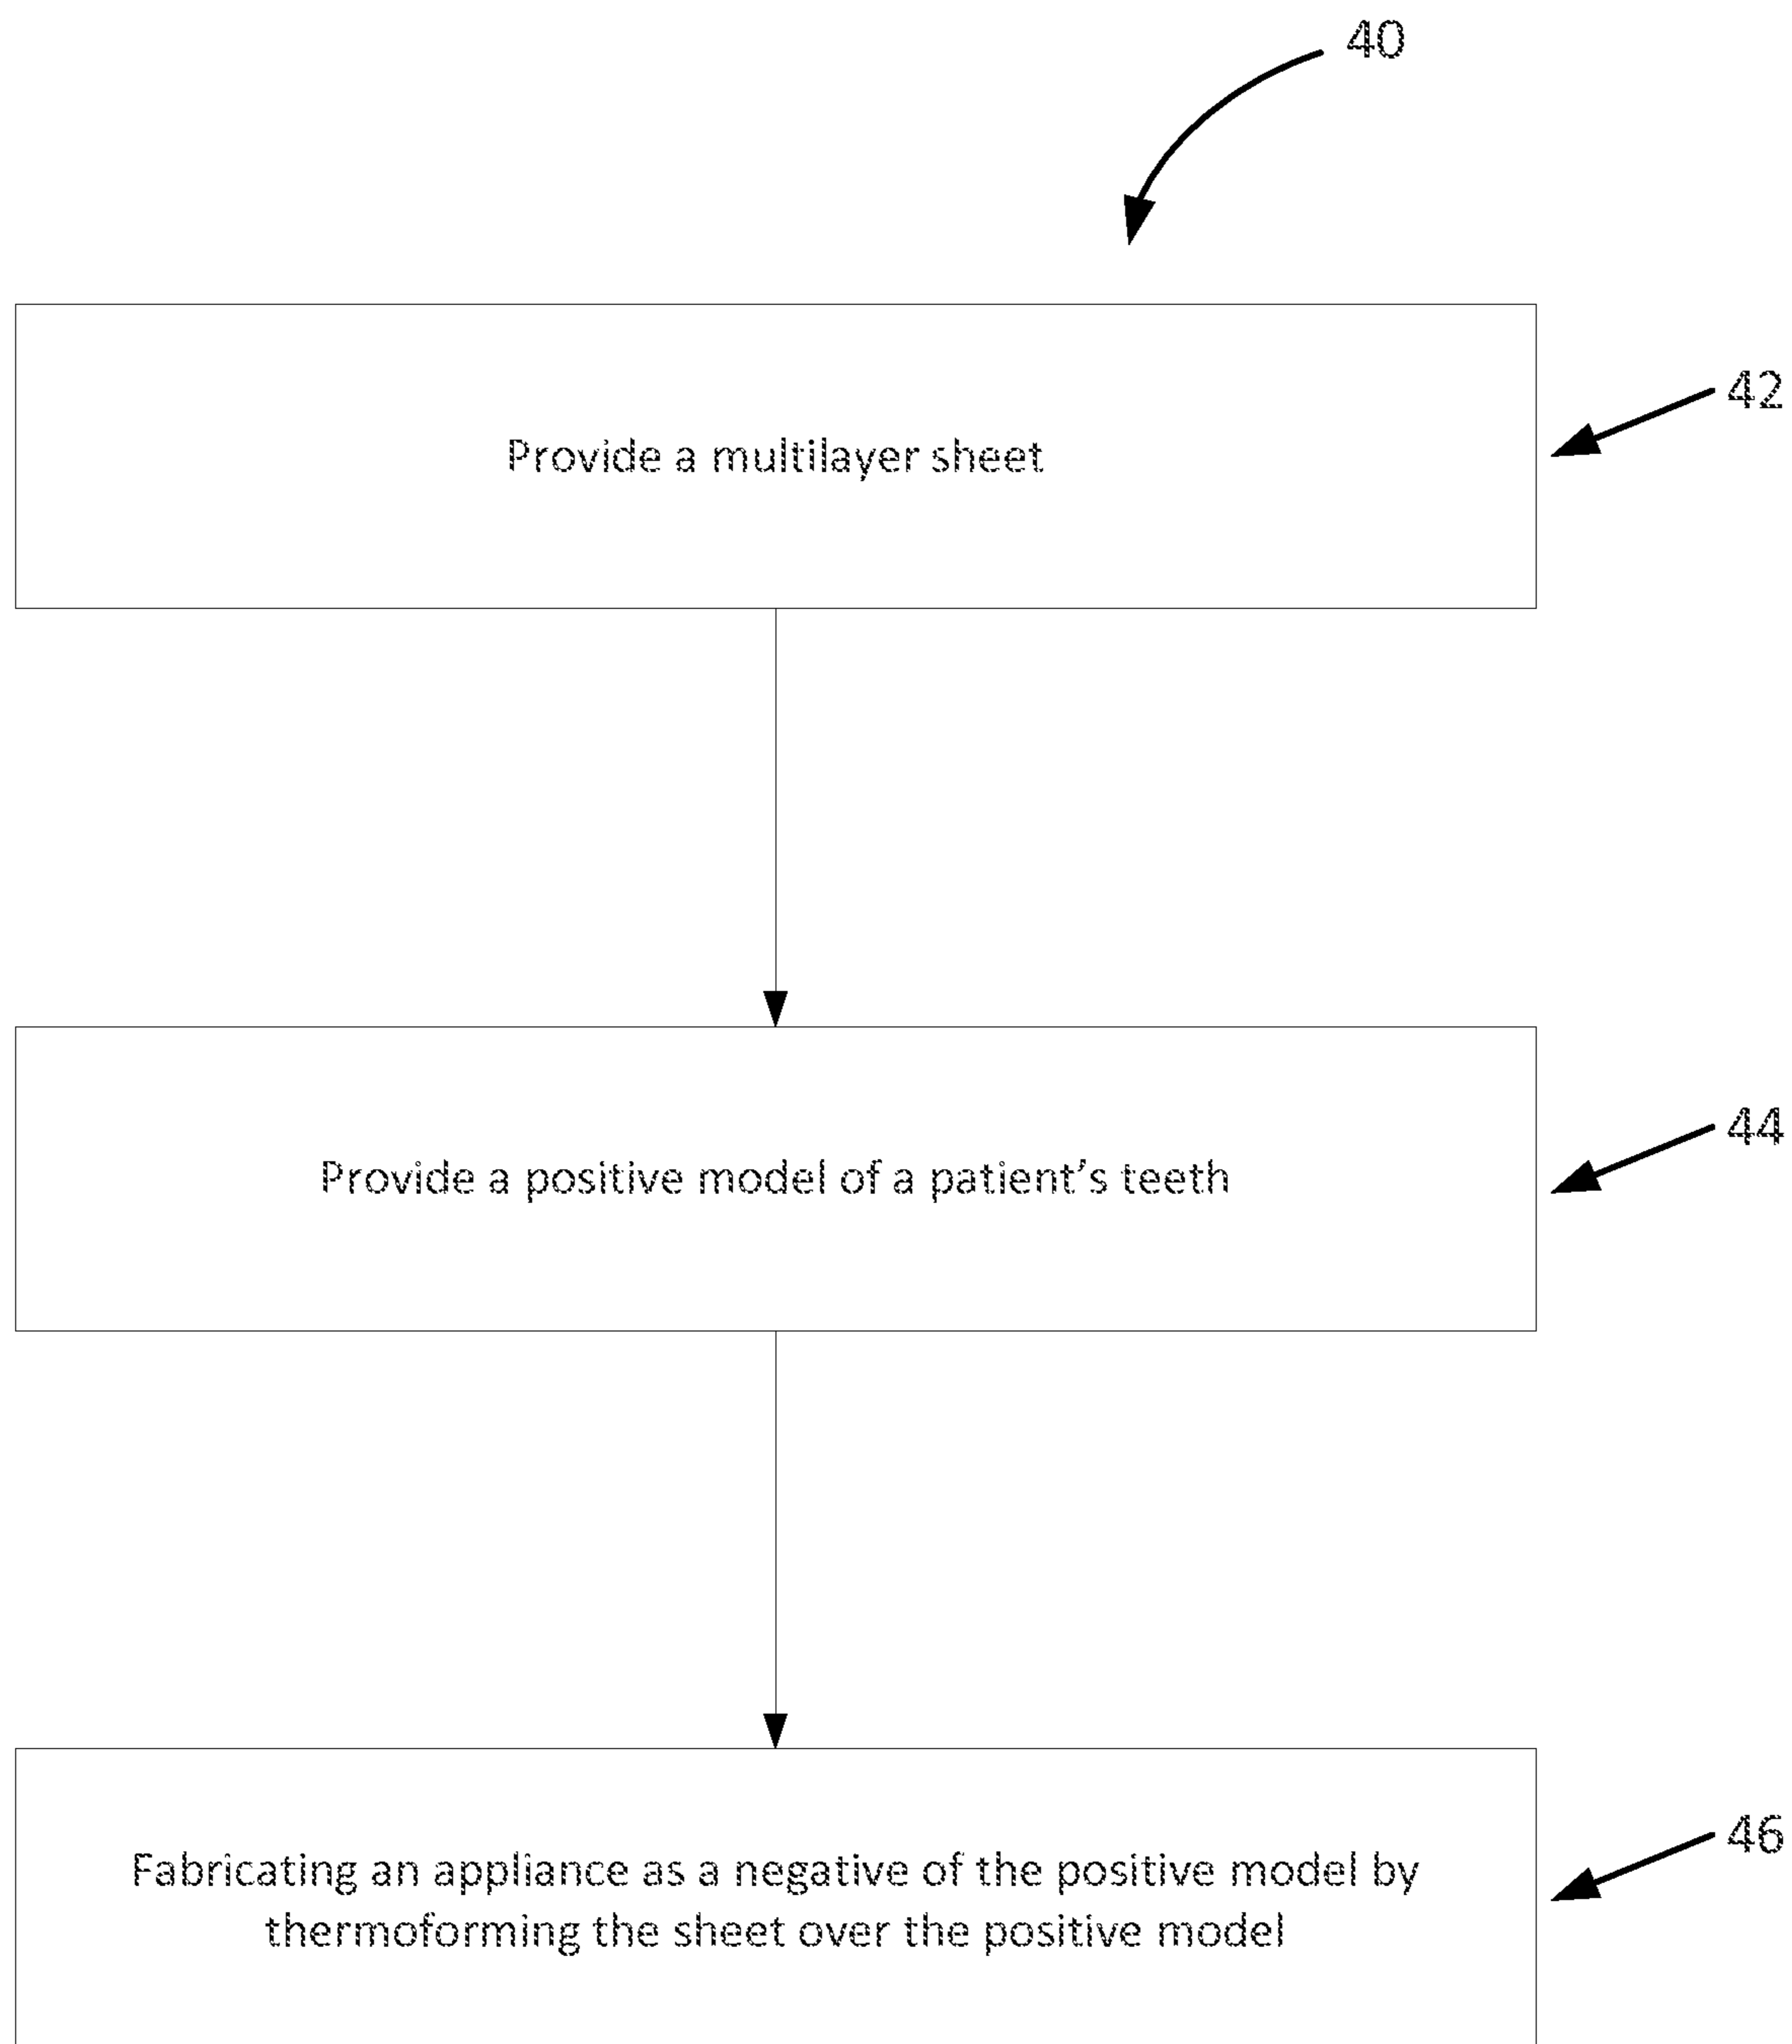 40
Provide a multilayer sheet
42
Provide a positive model of a patient’s teeth
44
Fabricating an appliance as a negative of the positive model by
thermoforming the sheet over the positive model
46